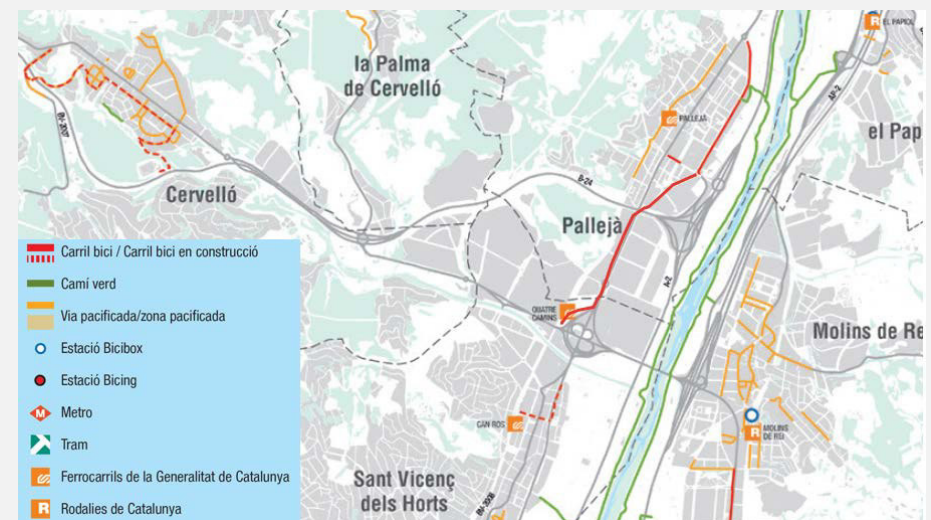 EL PAPIOL
la Palma
de Cervelló
PALLEJÀ
AP-2
el Pap
BV-2002
B-24
Cervelló
Pallejà
A-2
QUATRE
CAMINS
Molins de Re
CAN ROS
MOLINS
DE REI
Sant Vicenç
dels Horts
Carril bici / Carril bici en construcció
Camí verd
Via pacificada/zona pacificada
Estació Bicibox
Estació Bicing
M Metro
Tram
Ferrocarrils de la Generalitat de Catalunya
R Rodalies de Catalunya